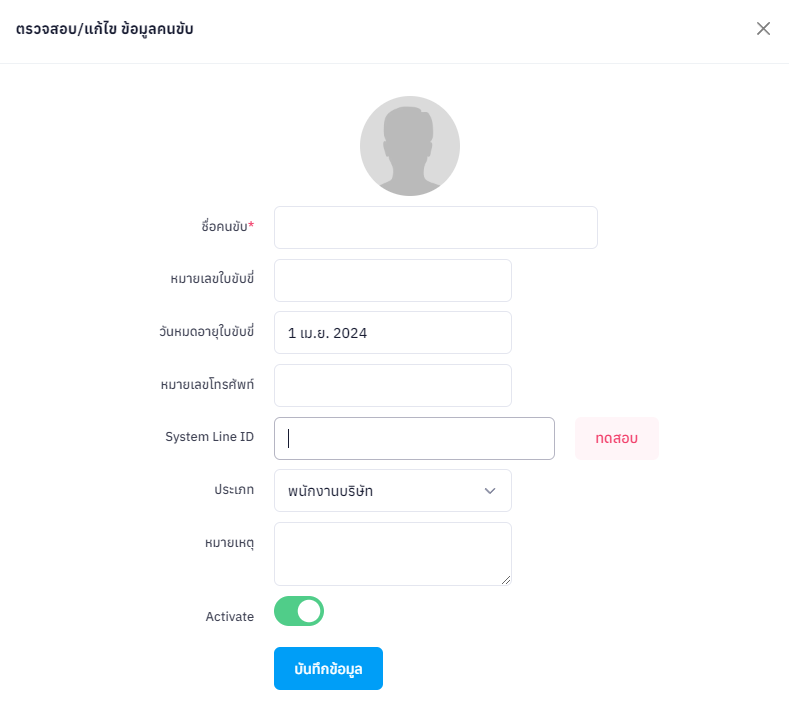 ตรวจสอบ/แก้ไข ข้อมูลคนขับ
ชื่อคนขับ*
หมายเลขใบขับขี่
วันหมดอายุใบขับขี่ 1 เม.ย. 2024
หมายเลขโทรศัพท์
System Line ID ทดสอบ
ประเภท พนักงานบริษัท
หมายเหตุ
Activate
บันทึกข้อมูล